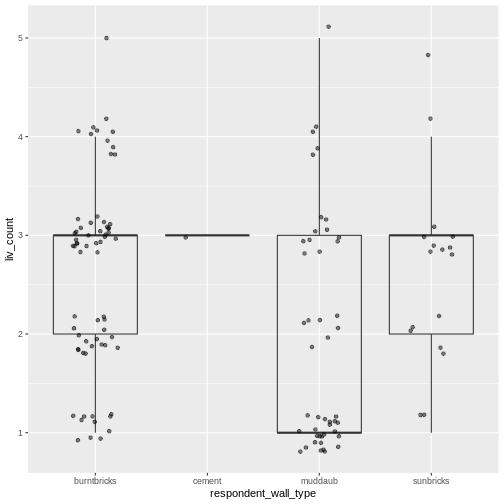 5
4
3
2
1
liv_count
burntbricks cement muddaub sunbricks
respondent_wall_type